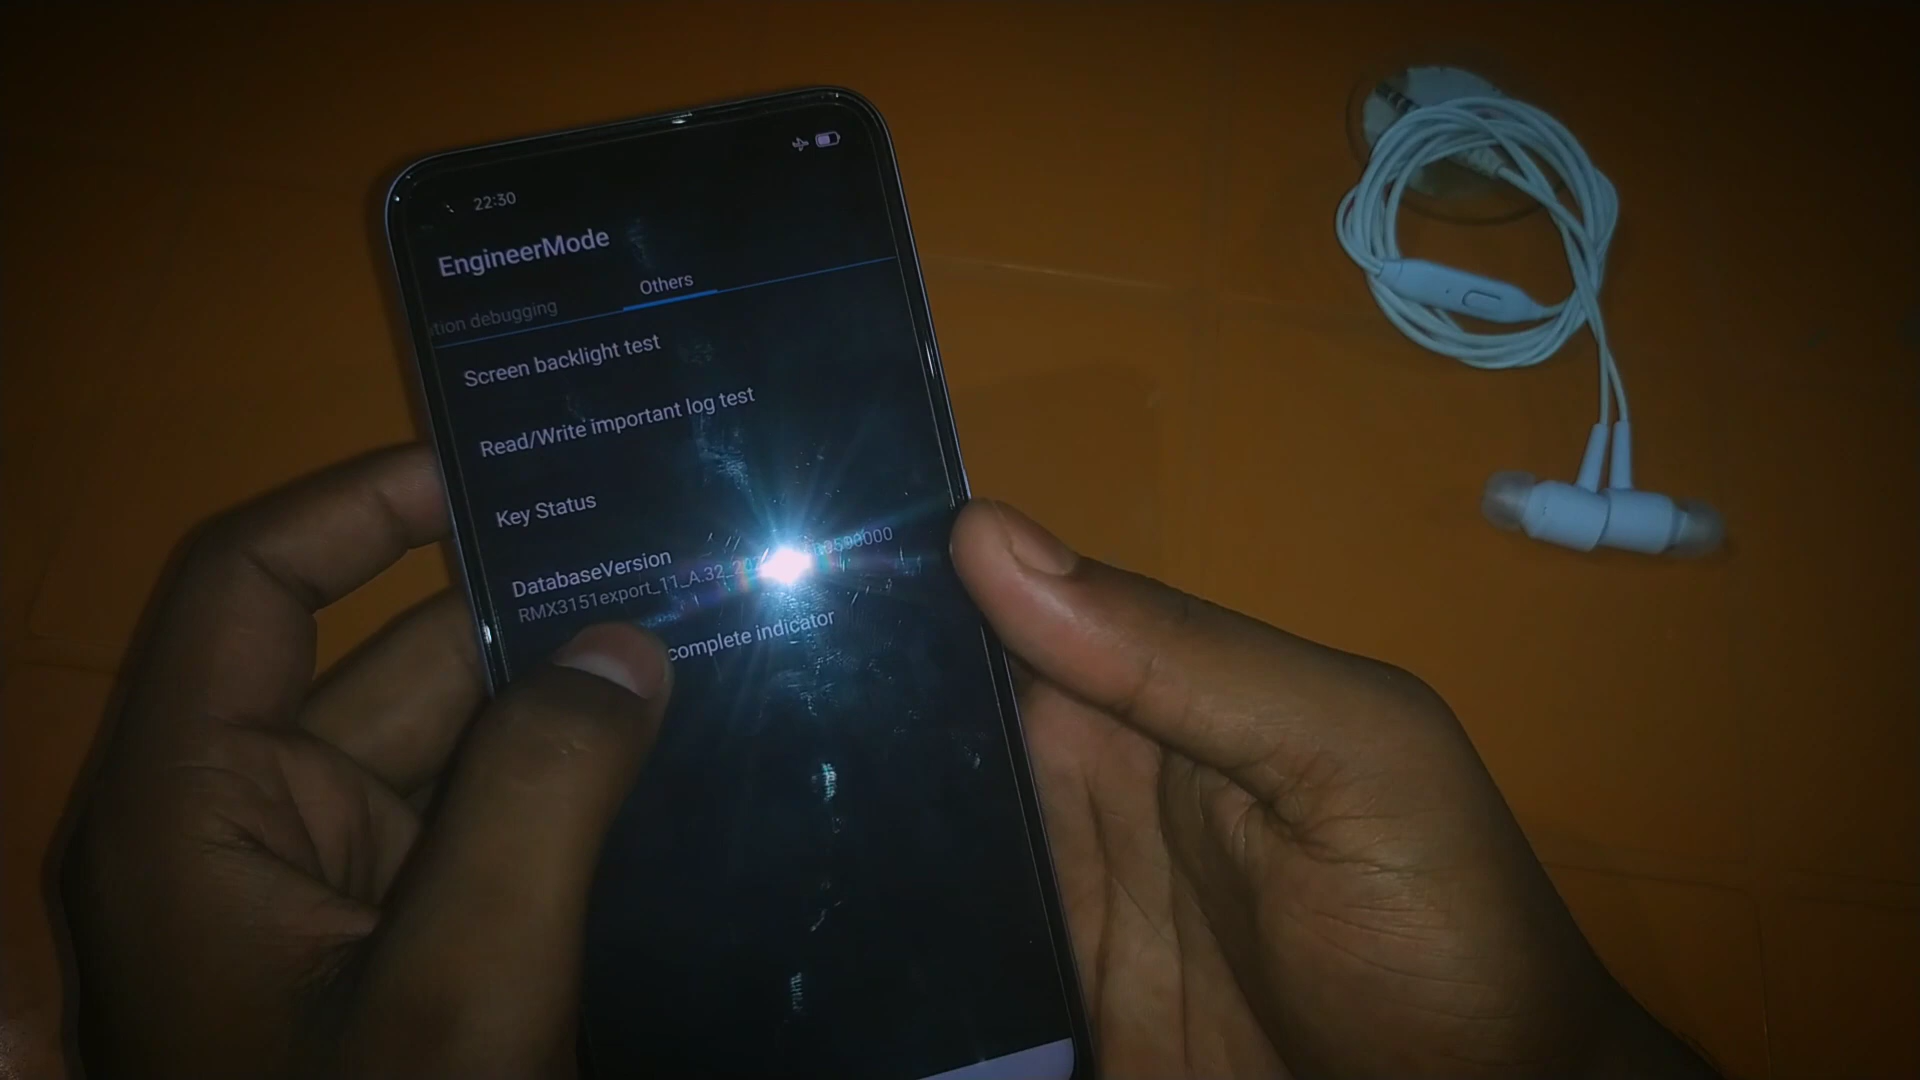 22:30
EngineerMode
tion debugging Others
Screen backlight test
Read/Write important log test
Key Status
DatabaseVersion
RMX3151export_11_A.32_202
complete indicator